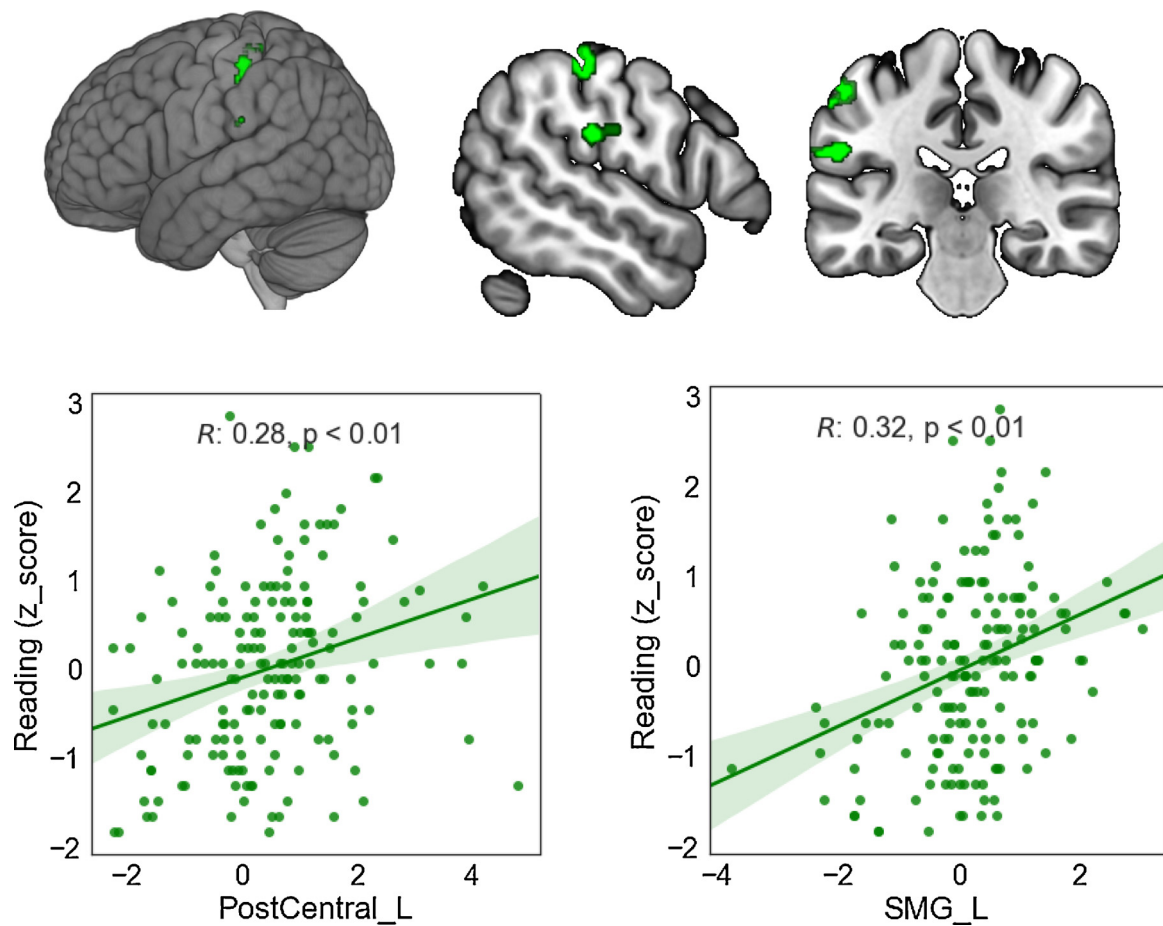 R: 0.28, p < 0.01
Reading (z_score)
3
2
1
0
−1
−2
−2 0 2 4
PostCentral_L
R: 0.32, p < 0.01
Reading (z_score)
3
2
1
0
−1
−2
−4 −2 0 2
SMG_L